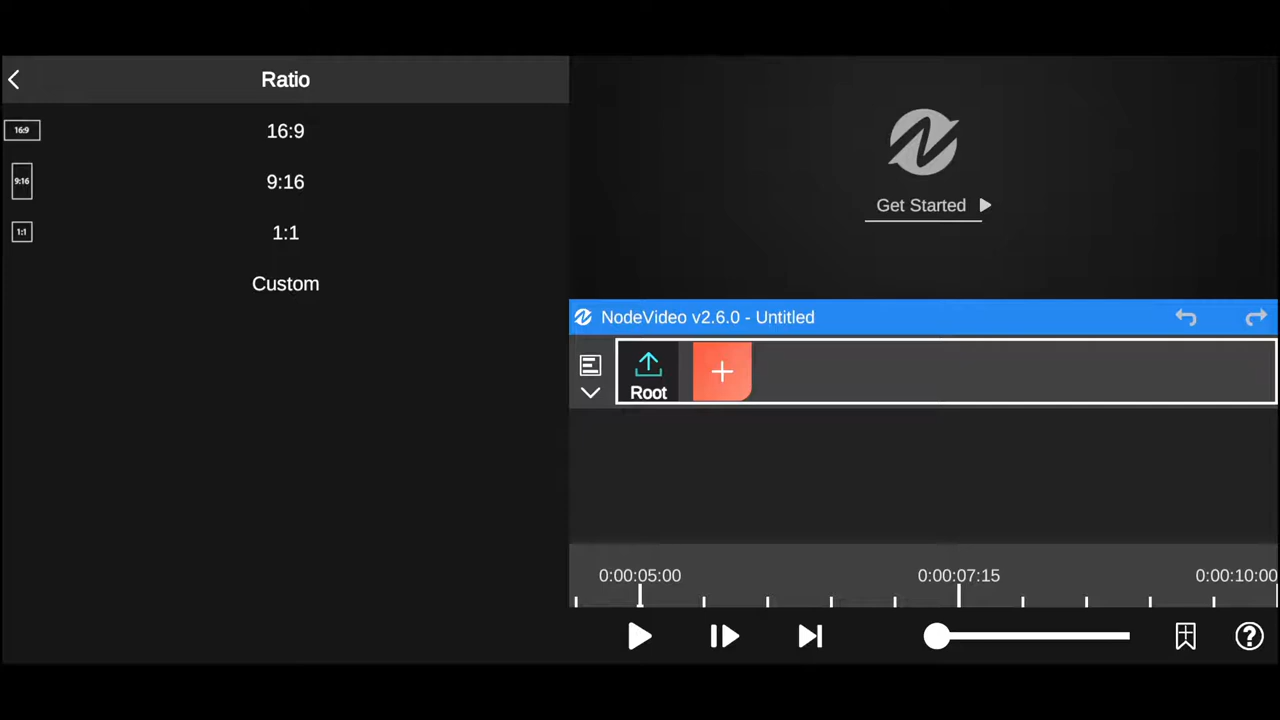 Ratio
16:9
16:9
9:16
9:16
1:1
1:1
Custom
Get Started
NodeVideo v2.6.0 - Untitled
Root
0:00:05:00
0:00:07:15
0:00:10:00